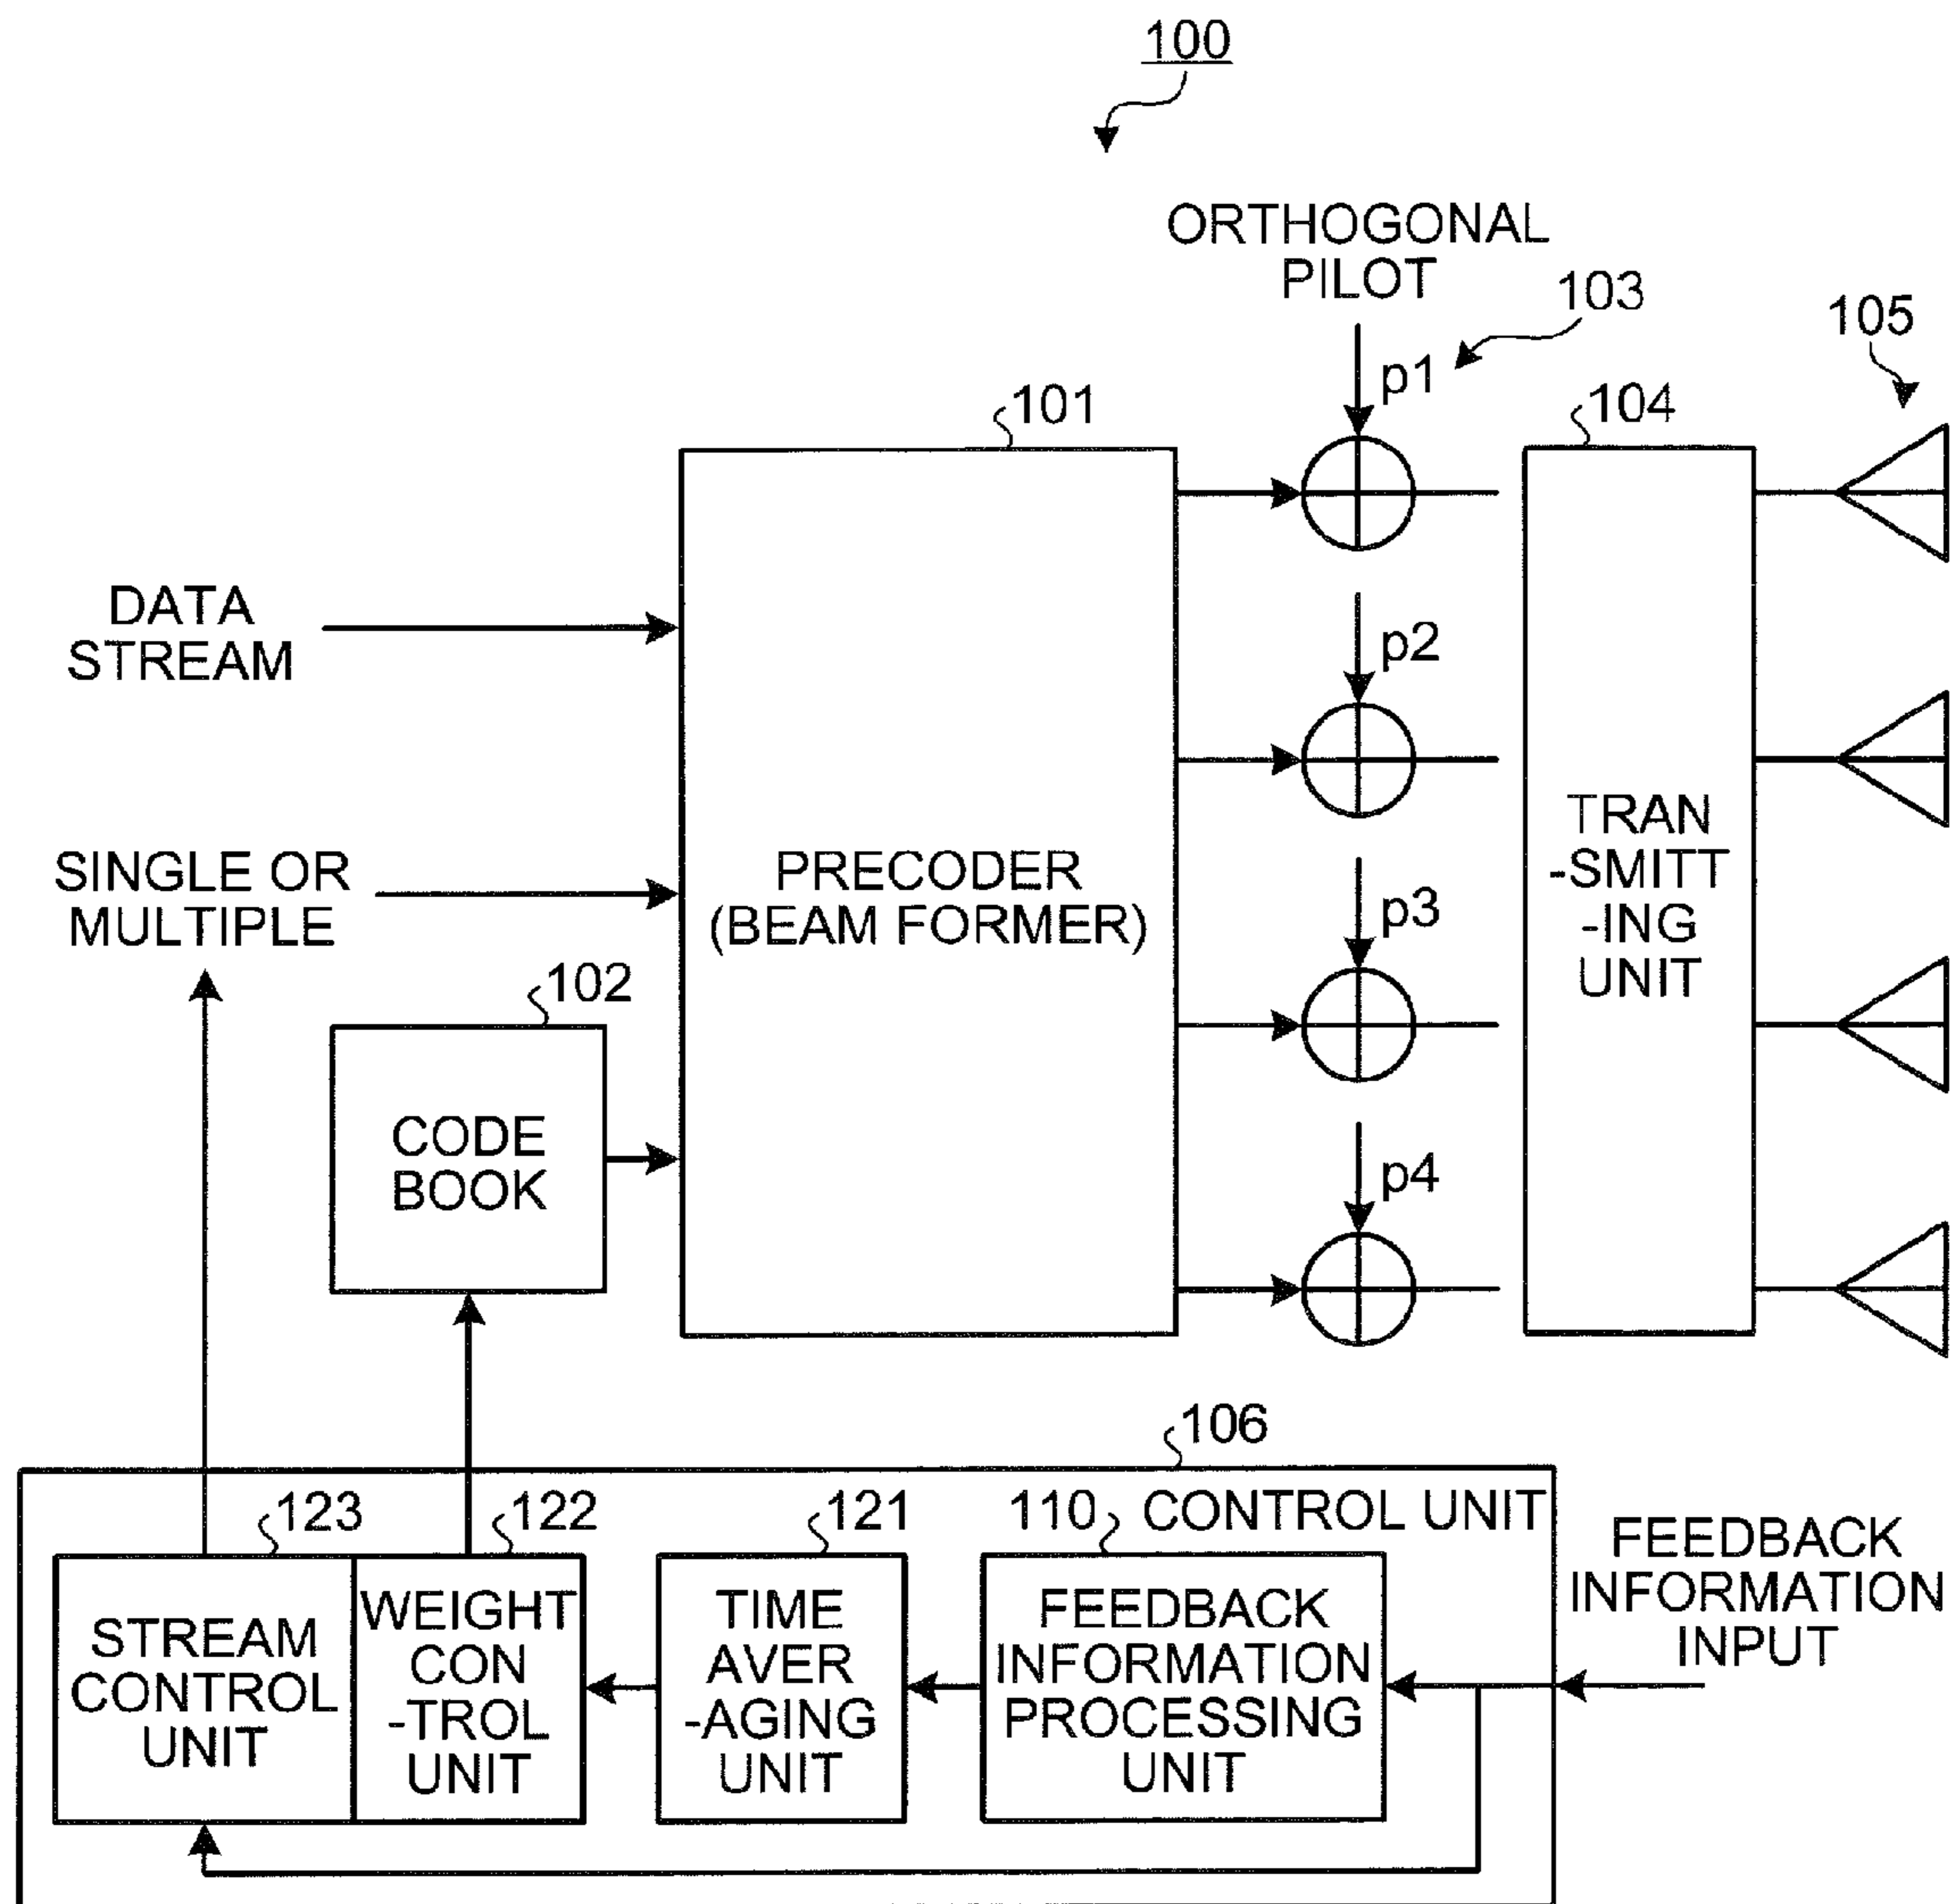 100
ORTHOGONAL
PILOT
103
105
p1
101
104
DATA
STREAM
p2
SINGLE OR
MULTIPLE
PRECODER
(BEAM FORMER)
p3
TRAN
-SMITT
-ING
UNIT
102
CODE
BOOK
p4
106
123
122
121
110
CONTROL UNIT
STREAM
CONTROL
UNIT
WEIGHT
CON
-TROL
UNIT
TIME
AVER
-AGING
UNIT
FEEDBACK
INFORMATION
PROCESSING
UNIT
FEEDBACK
INFORMATION
INPUT